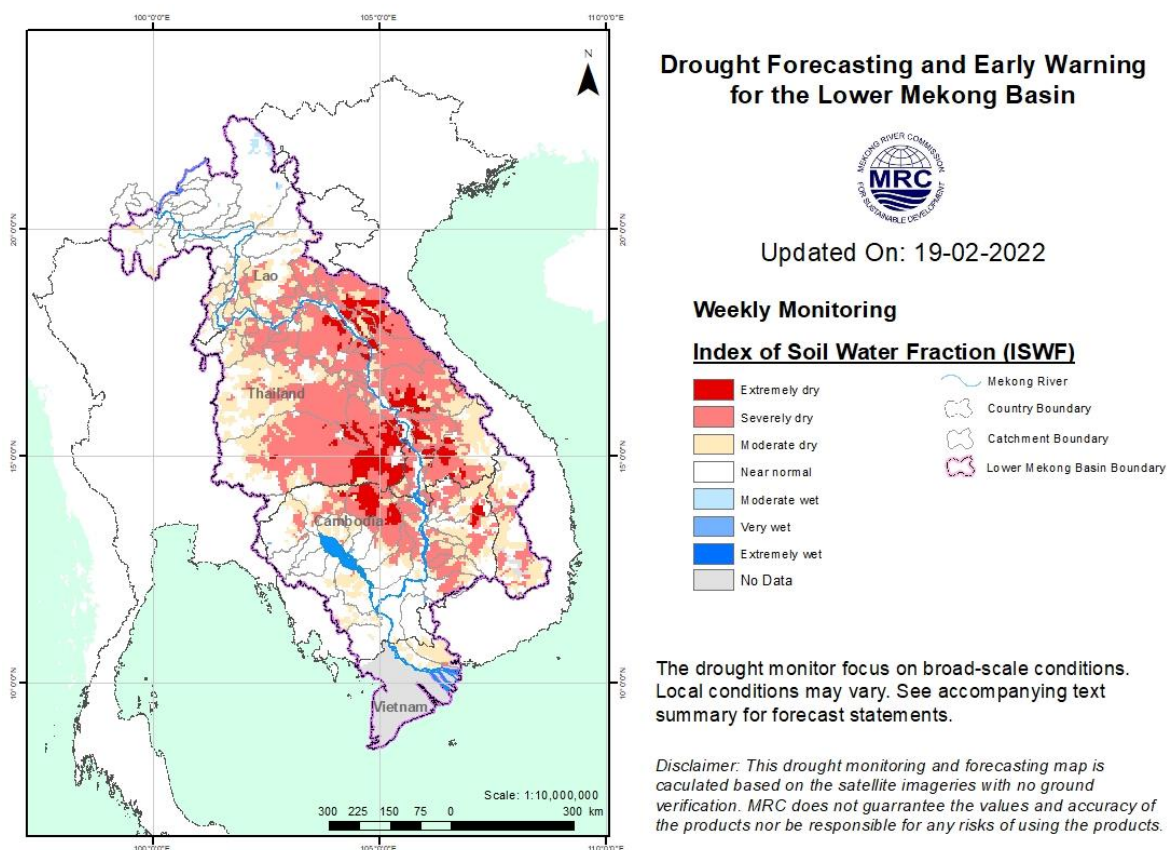 100°0'0"E 105°0'0"E 110°0'0"E
N
20°0'0"N 20°0'0"N
15°0'0"N 15°0'0"N
10°0'0"N 10°0'0"N
Lao
Thailand
Cambodia
Vietnam
Scale: 1:10,000,000
300 225 150 75 0 300 km
100°0'0"E 105°0'0"E 110°0'0"E
Drought Forecasting and Early Warning
for the Lower Mekong Basin
MEKONG RIVER COMMISSION
MRC
FOR SUSTAINABLE DEVELOPMENT
Updated On: 19-02-2022
Weekly Monitoring
Index of Soil Water Fraction (ISWF)
Extremely dry
Severely dry
Moderate dry
Near normal
Moderate wet
Very wet
Extremely wet
No Data
Mekong River
Country Boundary
Catchment Boundary
Lower Mekong Basin Boundary
The drought monitor focus on broad-scale conditions.
Local conditions may vary. See accompanying text
summary for forecast statements.
Disclaimer: This drought monitoring and forecasting map is
caculated based on the satellite imageries with no ground
verification. MRC does not guarrantee the values and accuracy of
the products nor be responsible for any risks of using the products.